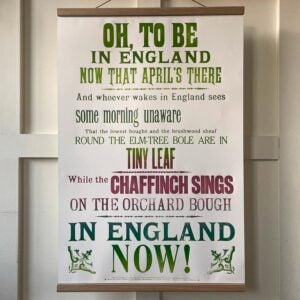 OH, TO BE
IN ENGLAND
NOW THAT APRIL'S THERE
And whoever wakes in England sees
some morning unaware
That the lowest boughs and the brushwood sheaf
ROUND THE ELM-TREE BOLE ARE IN
TINY LEAF
While the CHAFFINCH SINGS
ON THE ORCHARD BOUGH
IN ENGLAND
NOW!